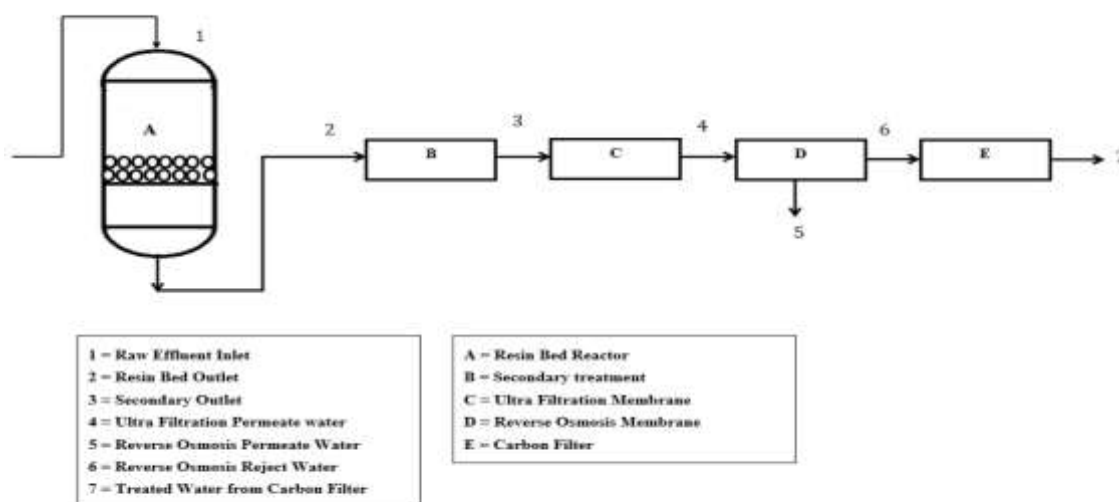 1
A
2
B
3
C
4
D
6
E
7
5
1 = Raw Effluent Inlet
2 = Resin Bed Outlet
3 = Secondary Outlet
4 = Ultra Filtration Permeate water
5 = Reverse Osmosis Permeate Water
6 = Reverse Osmosis Reject Water
7 = Treated Water from Carbon Filter
A = Resin Bed Reactor
B = Secondary treatment
C = Ultra Filtration Membrane
D = Reverse Osmosis Membrane
E = Carbon Filter